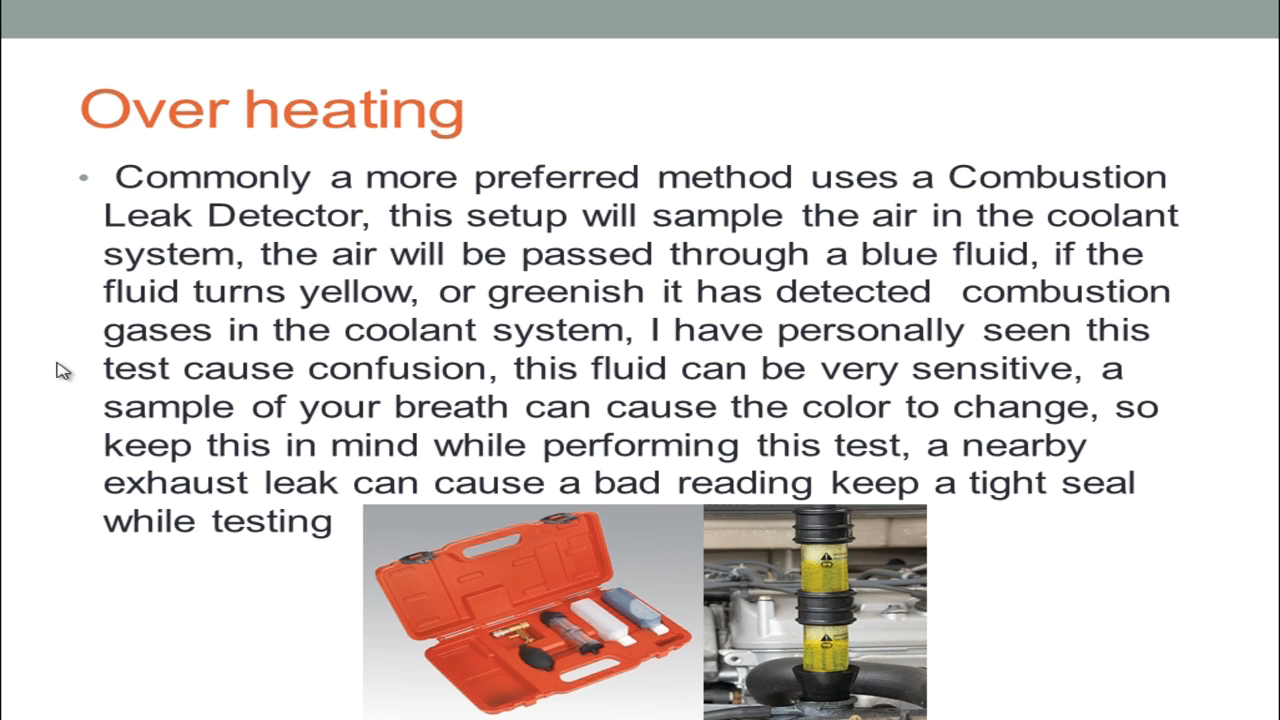 Over heating
• Commonly a more preferred method uses a Combustion
Leak Detector, this setup will sample the air in the coolant
system, the air will be passed through a blue fluid, if the
fluid turns yellow, or greenish it has detected combustion
gases in the coolant system, I have personally seen this
test cause confusion, this fluid can be very sensitive, a
sample of your breath can cause the color to change, so
keep this in mind while performing this test, a nearby
exhaust leak can cause a bad reading keep a tight seal
while testing